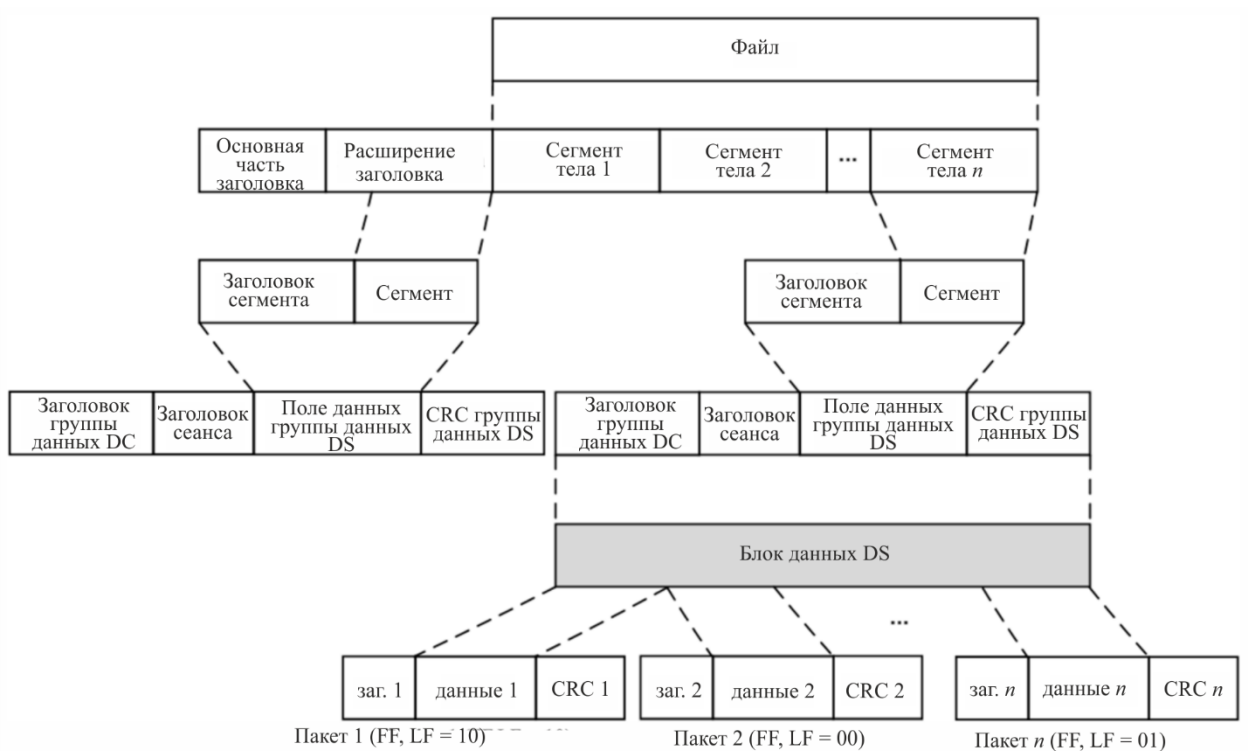 Файл
Основная
часть
заголовка
Расширение
заголовка
Сегмент
тела 1
Сегмент
тела 2
...
Сегмент
тела n
Заголовок
сегмента
Сегмент
Заголовок
сегмента
Сегмент
Заголовок
группы
данных DC
Заголовок
сеанса
Поле данных
группы данных
DS
CRC группы
данных DS
Заголовок
группы
данных DC
Заголовок
сеанса
Поле данных
группы данных
DS
CRC группы
данных DS
Блок данных DS
...
заг. 1
данные 1
CRC 1
заг. 2
данные 2
CRC 2
заг. n
данные n
CRC n
Пакет 1 (FF, LF = 10)
Пакет 2 (FF, LF = 00)
Пакет n (FF, LF = 01)